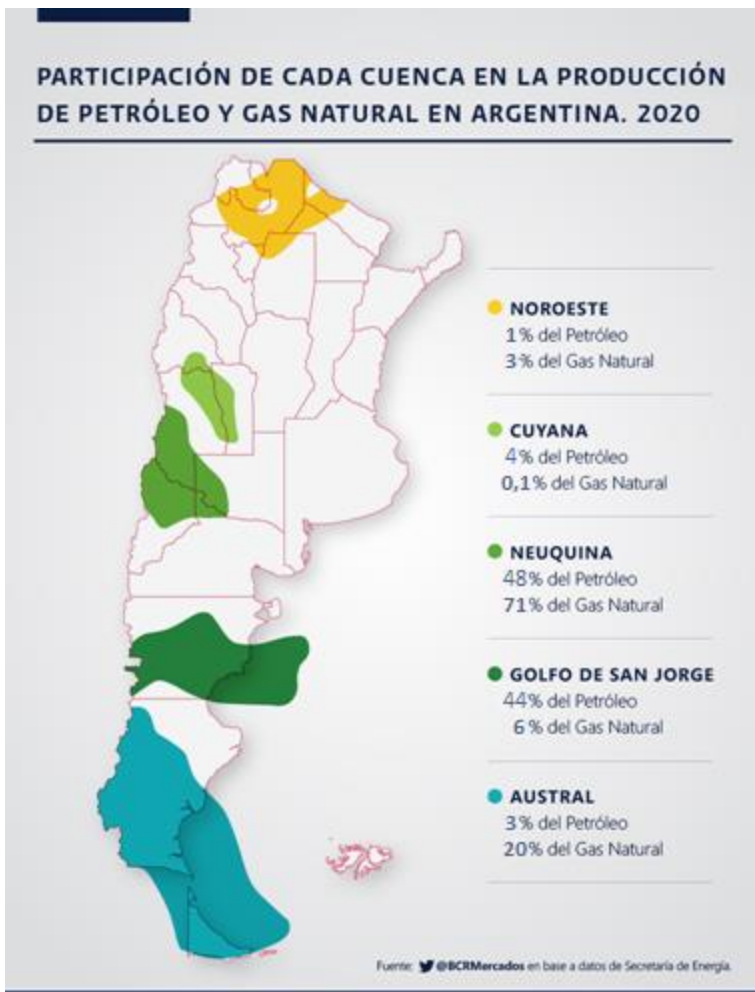 PARTICIPACIÓN DE CADA CUENCA EN LA PRODUCCIÓN
DE PETRÓLEO Y GAS NATURAL EN ARGENTINA. 2020
NOROESTE
1% del Petróleo
3% del Gas Natural
CUYANA
4% del Petróleo
0,1% del Gas Natural
NEUQUINA
48% del Petróleo
71% del Gas Natural
GOLFO DE SAN JORGE
44% del Petróleo
6% del Gas Natural
AUSTRAL
3% del Petróleo
20% del Gas Natural
Fuente: @BCRMercados en base a datos de Secretaría de Energía.